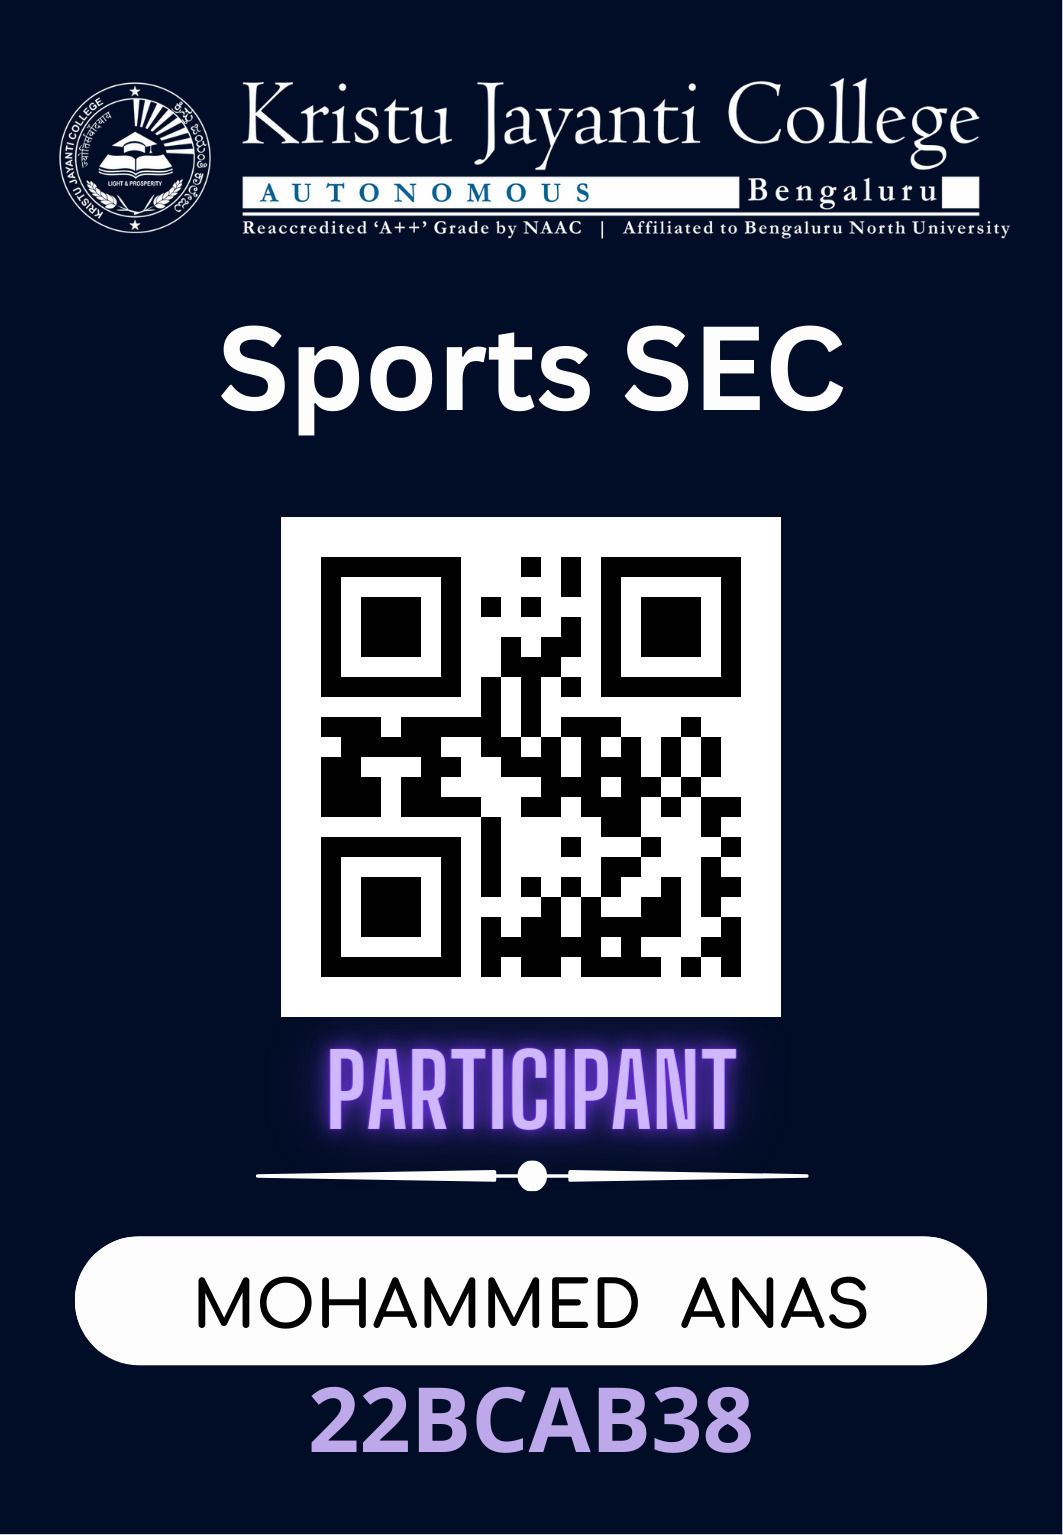 KRISTU JAYANTI COLLEGE
ज्योतिर्संवादव्याय
LIGHT & PROSPERITY
Kristu Jayanti College
AUTONOMOUS Bengaluru
Reaccredited ‘A++’ Grade by NAAC | Affiliated to Bengaluru North University
Sports SEC
PARTICIPANT
MOHAMMED ANAS
22BCAB38